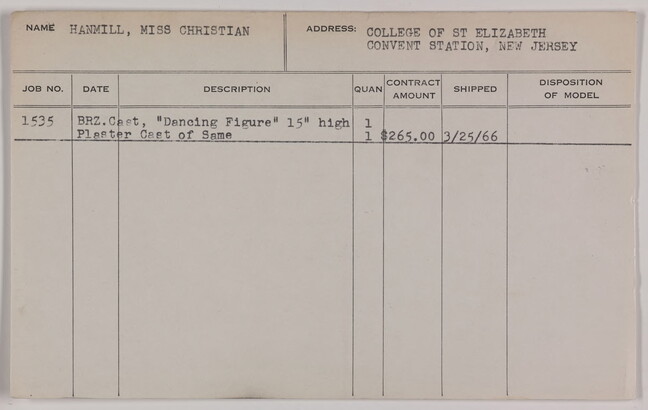 NAME HANMILL, MISS CHRISTIAN
ADDRESS: COLLEGE OF ST ELIZABETH
CONVENT STATION, NEW JERSEY
JOB NO. DATE DESCRIPTION QUAN CONTRACT AMOUNT SHIPPED DISPOSITION OF MODEL
1535 BRZ.Cast, "Dancing Figure" 15" high 1
Plaster Cast of Same 1 $265.00 3/25/66